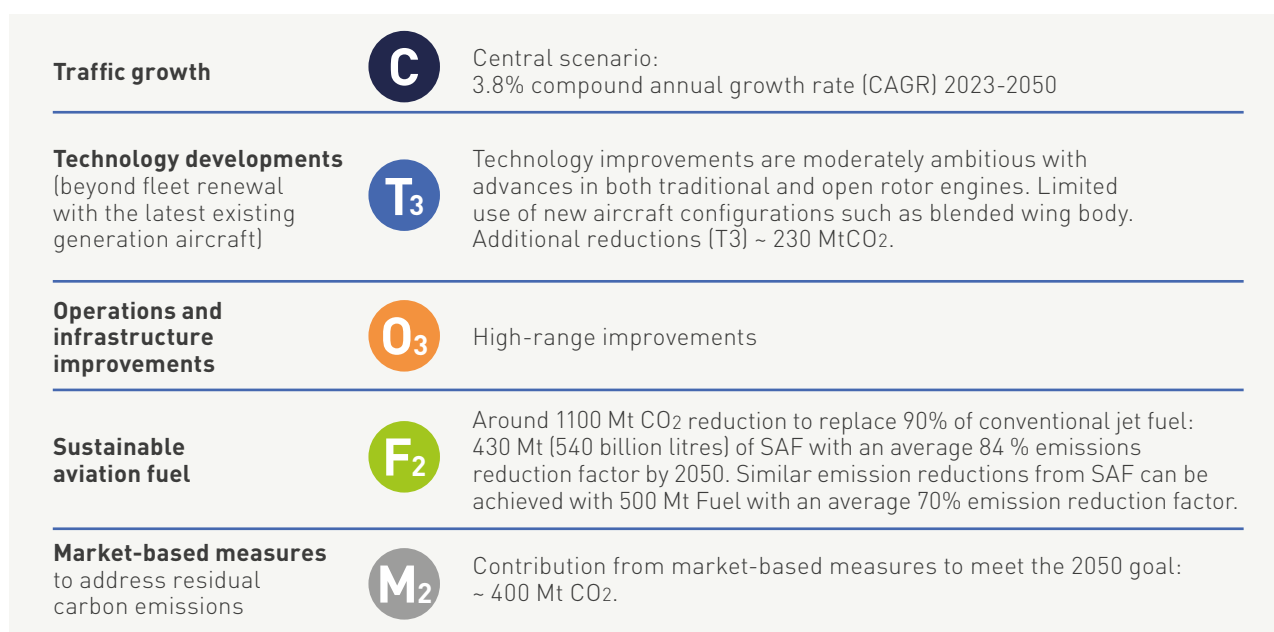 Traffic growth
C
Central scenario:
3.8% compound annual growth rate (CAGR) 2023-2050
Technology developments
(beyond fleet renewal
with the latest existing
generation aircraft)
T3
Technology improvements are moderately ambitious with
advances in both traditional and open rotor engines. Limited
use of new aircraft configurations such as blended wing body.
Additional reductions (T3) ~ 230 MtCO2.
Operations and
infrastructure
improvements
O3
High-range improvements
Sustainable
aviation fuel
F2
Around 1100 Mt CO2 reduction to replace 90% of conventional jet fuel:
430 Mt (540 billion litres) of SAF with an average 84 % emissions
reduction factor by 2050. Similar emission reductions from SAF can be
achieved with 500 Mt Fuel with an average 70% emission reduction factor.
Market-based measures
to address residual
carbon emissions
M2
Contribution from market-based measures to meet the 2050 goal:
~ 400 Mt CO2.